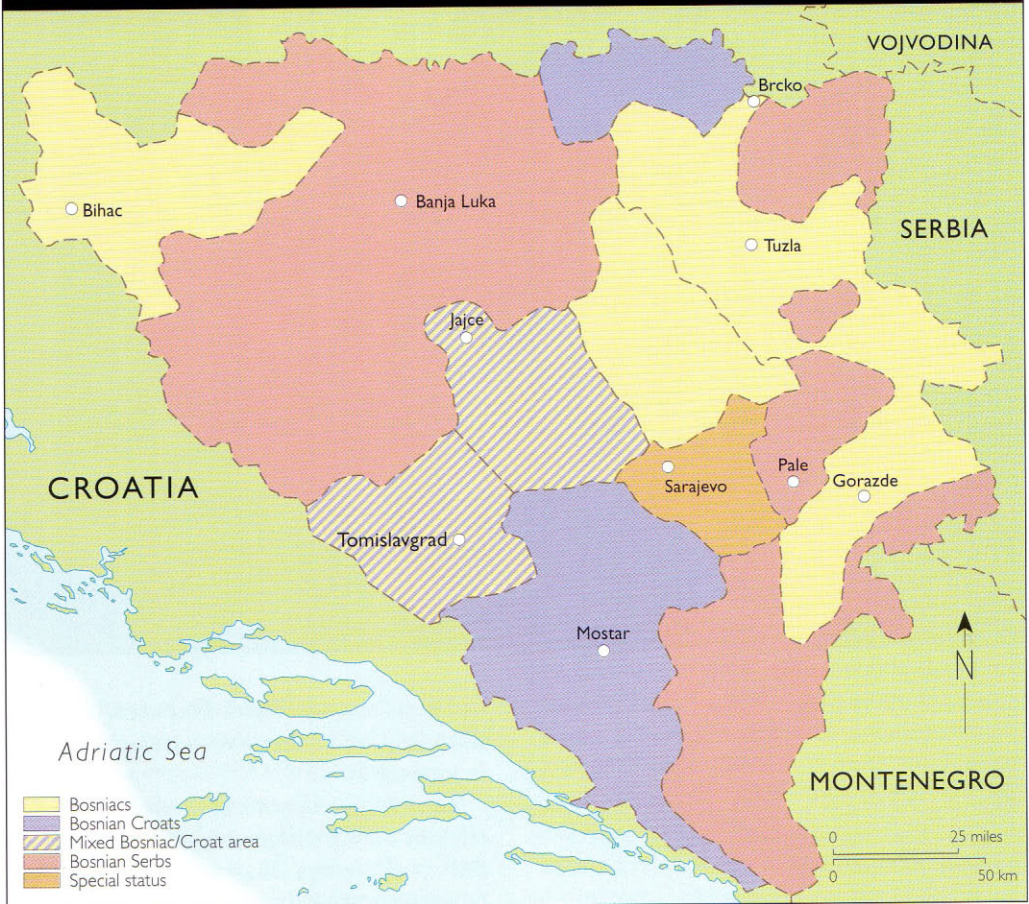 VOJVODINA
Brcko
Bihac
Banja Luka
SERBIA
Tuzla
Jajce
CROATIA
Pale
Sarajevo
Gorazde
Tomislavgrad
Mostar
N
Adriatic Sea
MONTENEGRO
Bosniacs
Bosnian Croats
Mixed Bosniac/Croat area
Bosnian Serbs
Special status
0 25 miles
0 50 km